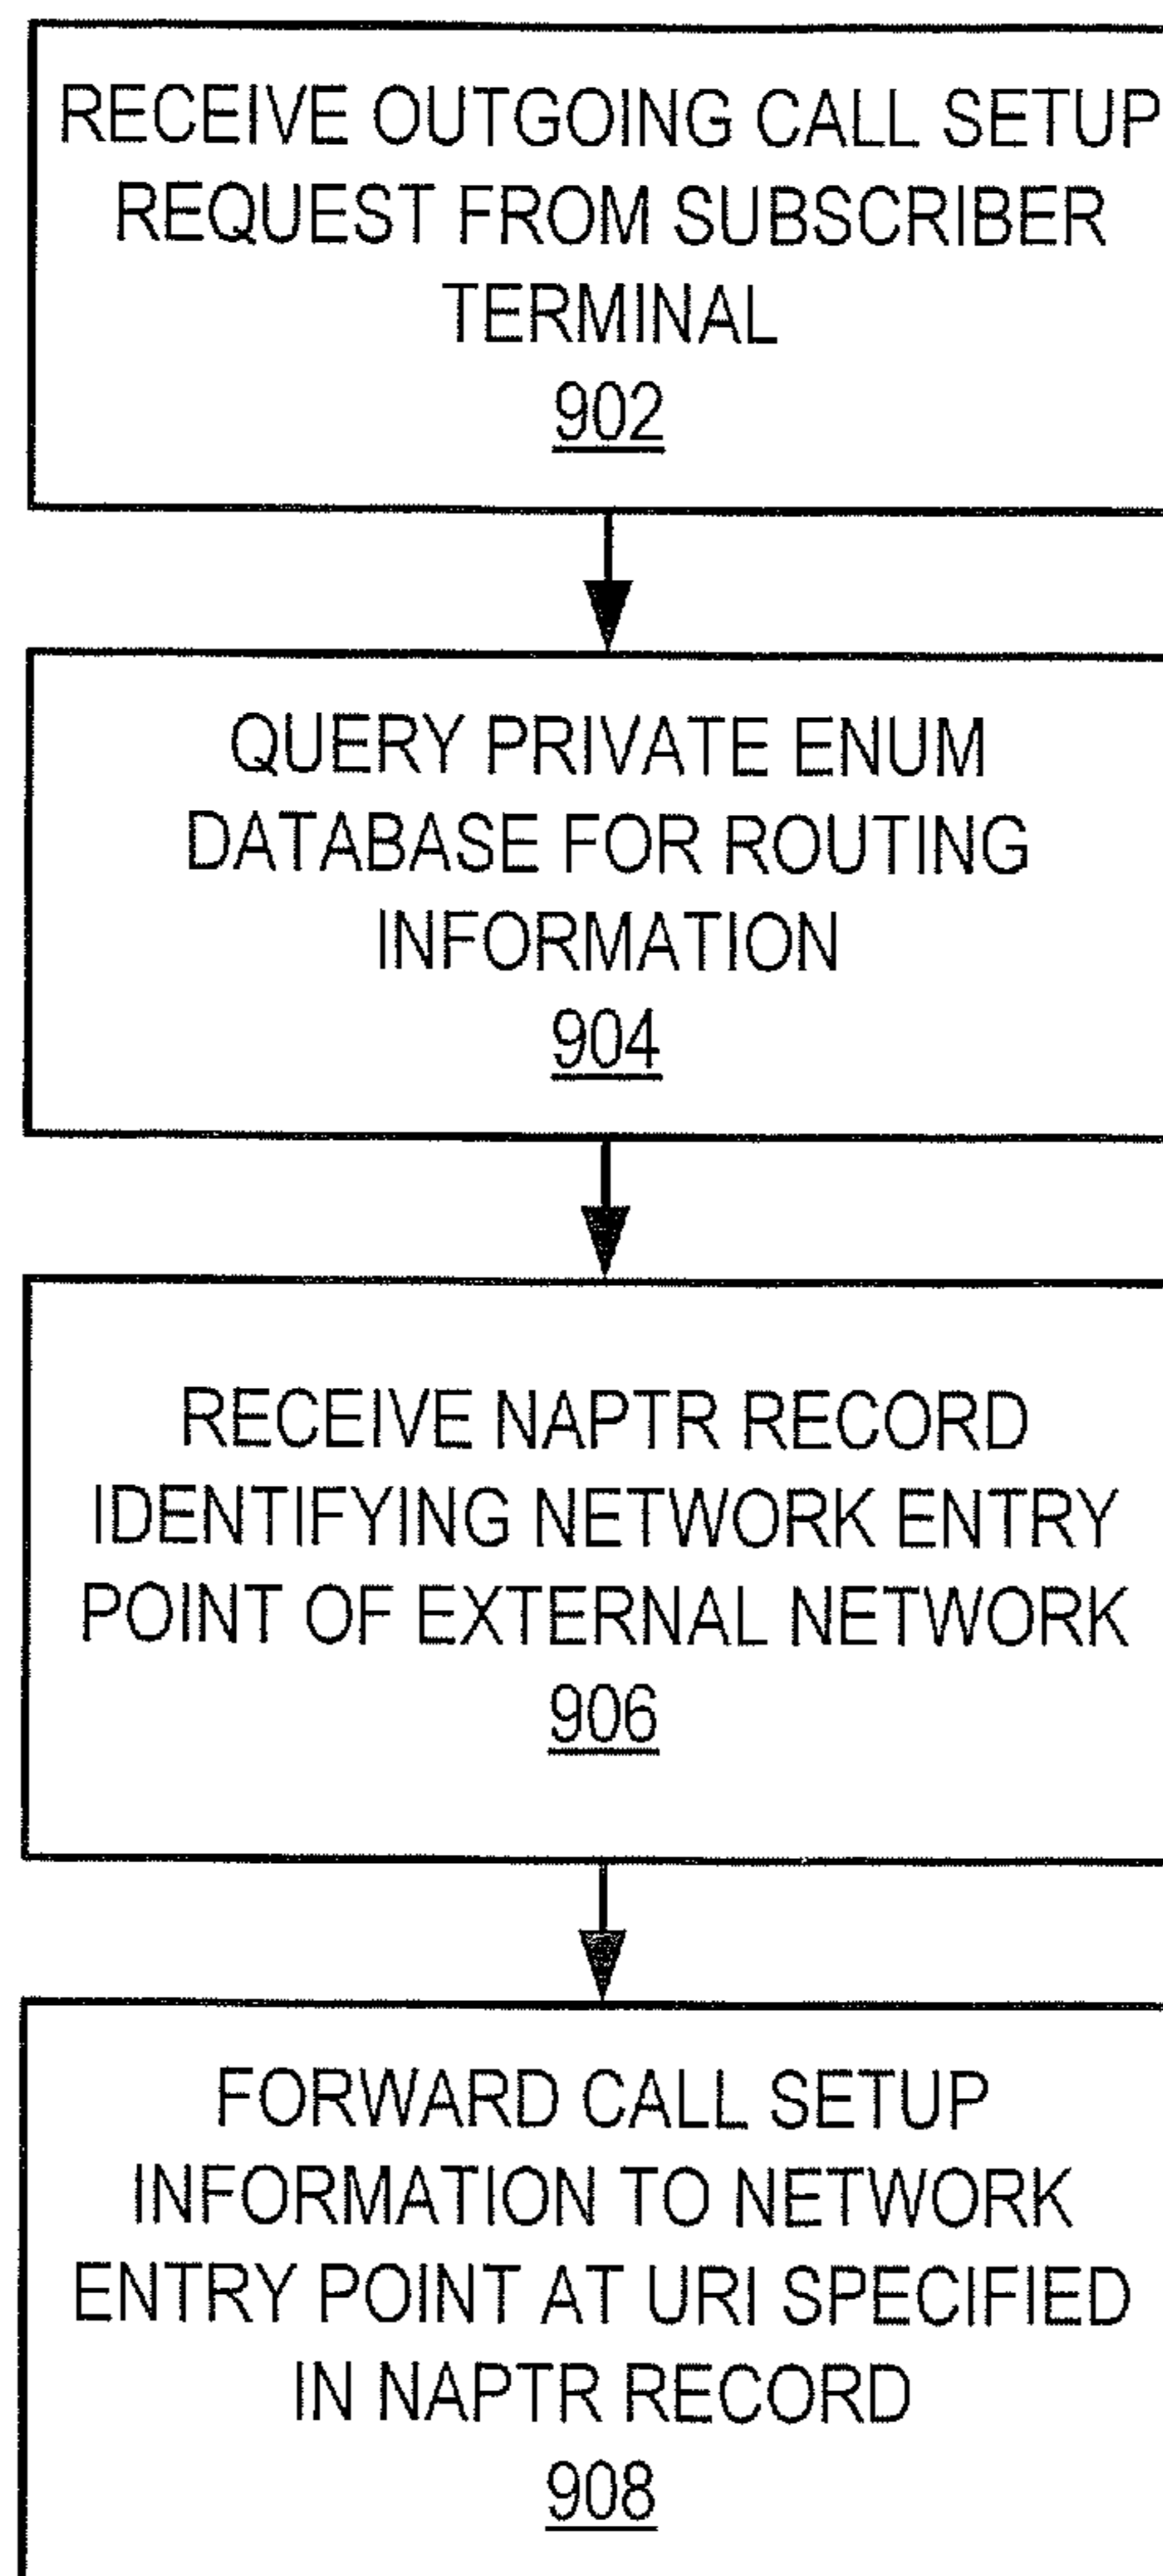 RECEIVE OUTGOING CALL SETUP
REQUEST FROM SUBSCRIBER
TERMINAL
902
QUERY PRIVATE ENUM
DATABASE FOR ROUTING
INFORMATION
904
RECEIVE NAPTR RECORD
IDENTIFYING NETWORK ENTRY
POINT OF EXTERNAL NETWORK
906
FORWARD CALL SETUP
INFORMATION TO NETWORK
ENTRY POINT AT URI SPECIFIED
IN NAPTR RECORD
908